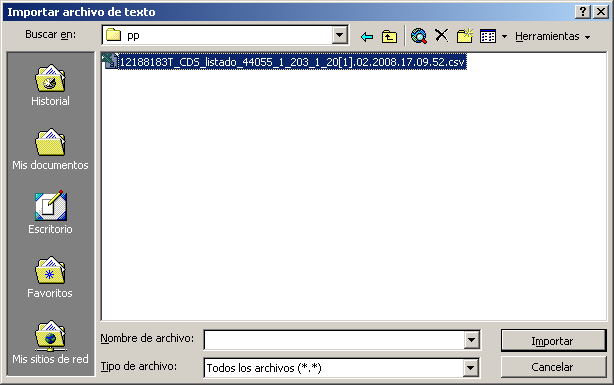 Importar archivo de texto
Buscar en: pp Herramientas
12188183T_CDS_listado_44055_1_203_1_20[1].02.2008.17.09.52.csv
Historial
Mis documentos
Escritorio
Favoritos
Mis sitios de red
Nombre de archivo: Importar
Tipo de archivo: Todos los archivos (*.*) Cancelar